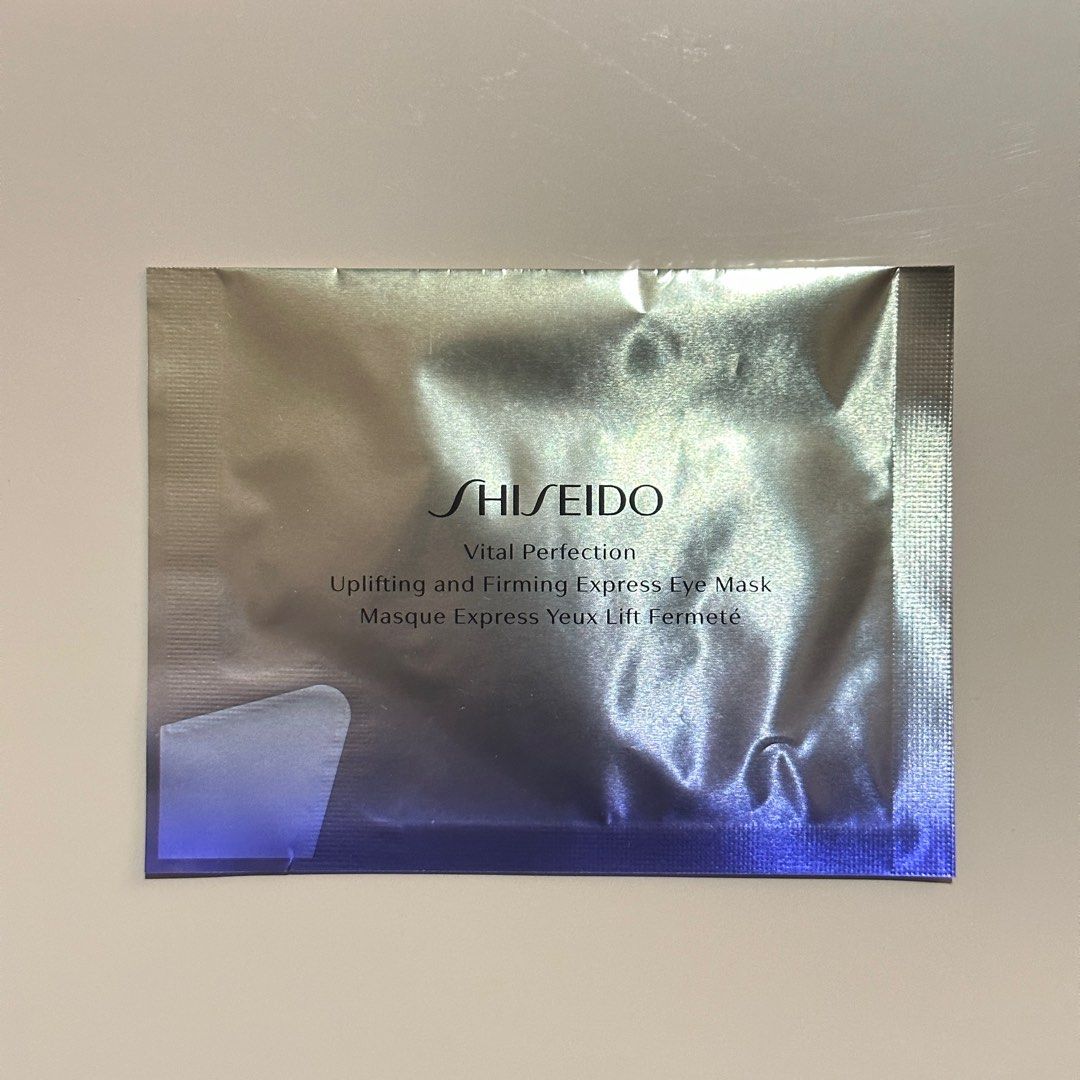 SHISEIDO
Vital Perfection
Uplifting and Firming Express Eye Mask
Masque Express Yeux Lift Fermeté